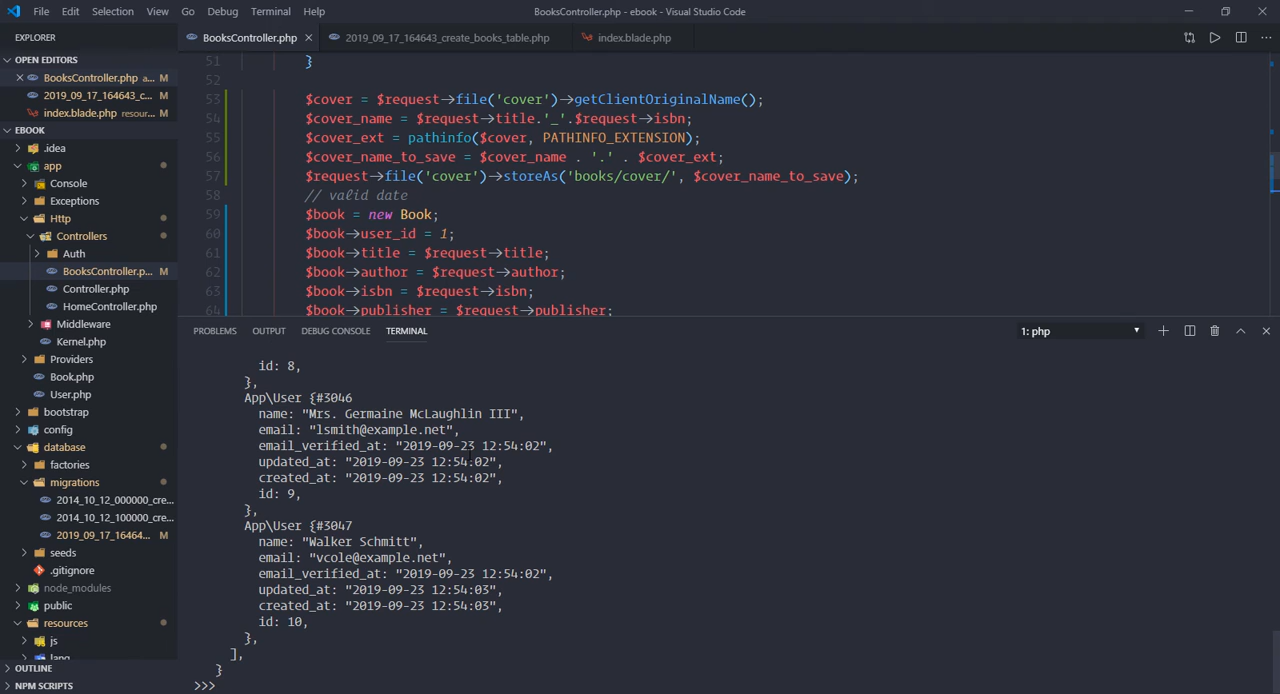 File Edit Selection View Go Debug Terminal Help
BooksController.php - ebook - Visual Studio Code
EXPLORER
BooksController.php
2019_09_17_164643_create_books_table.php
index.blade.php
OPEN EDITORS
BooksController.php a... M
2019_09_17_164643_c... M
index.blade.php resour... M
EBOOK
.idea
app
Console
Exceptions
Http
Controllers
Auth
BooksController.p... M
Controller.php
HomeController.php
Middleware
Kernel.php
Providers
Book.php
User.php
bootstrap
config
database
factories
migrations
2014_10_12_000000_cre...
2014_10_12_100000_cre...
2019_09_17_16464... M
seeds
.gitignore
node_modules
public
resources
js
lang
OUTLINE
NPM SCRIPTS
51 }
52
53 $cover = $request->file('cover')->getClientOriginalName();
54 $cover_name = $request->title.'_'.$request->isbn;
55 $cover_ext = pathinfo($cover, PATHINFO_EXTENSION);
56 $cover_name_to_save = $cover_name . '.' . $cover_ext;
57 $request->file('cover')->storeAs('books/cover/', $cover_name_to_save);
58 // valid date
59 $book = new Book;
60 $book->user_id = 1;
61 $book->title = $request->title;
62 $book->author = $request->author;
63 $book->isbn = $request->isbn;
64 $book->publisher = $request->publisher;
PROBLEMS OUTPUT DEBUG CONSOLE TERMINAL
1: php
id: 8,
},
App\User {#3046
name: "Mrs. Germaine McLaughlin III",
email: "lsmith@example.net",
email_verified_at: "2019-09-23 12:54:02",
updated_at: "2019-09-23 12:54:02",
created_at: "2019-09-23 12:54:02",
id: 9,
},
App\User {#3047
name: "Walker Schmitt",
email: "vcole@example.net",
email_verified_at: "2019-09-23 12:54:02",
updated_at: "2019-09-23 12:54:03",
created_at: "2019-09-23 12:54:03",
id: 10,
},
],
}
>>>